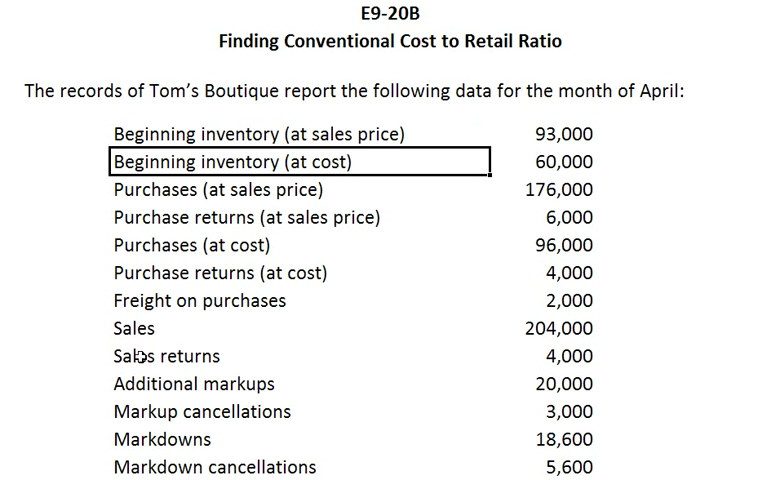 E9-20B
Finding Conventional Cost to Retail Ratio
The records of Tom's Boutique report the following data for the month of April:
Beginning inventory (at sales price) 93,000
Beginning inventory (at cost) 60,000
Purchases (at sales price) 176,000
Purchase returns (at sales price) 6,000
Purchases (at cost) 96,000
Purchase returns (at cost) 4,000
Freight on purchases 2,000
Sales 204,000
Sales returns 4,000
Additional markups 20,000
Markup cancellations 3,000
Markdowns 18,600
Markdown cancellations 5,600